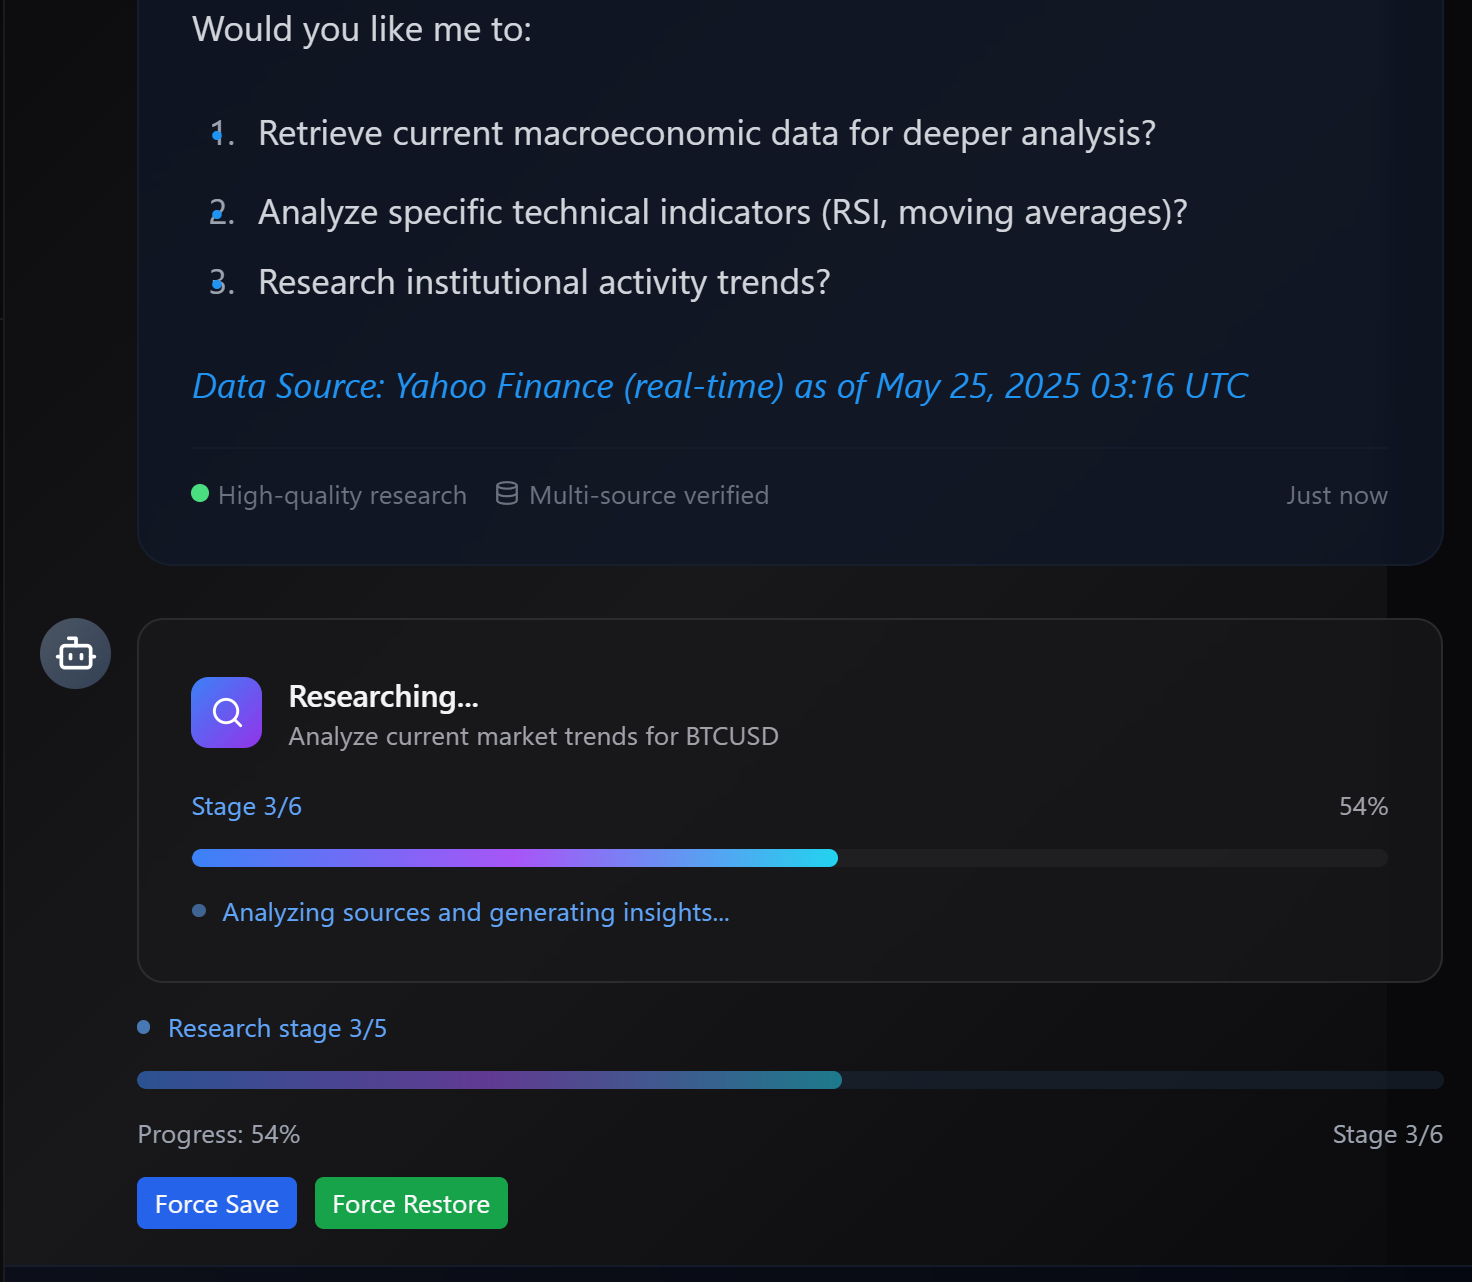 Would you like me to:
1. Retrieve current macroeconomic data for deeper analysis?
2. Analyze specific technical indicators (RSI, moving averages)?
3. Research institutional activity trends?
Data Source: Yahoo Finance (real-time) as of May 25, 2025 03:16 UTC
High-quality research Multi-source verified Just now
Researching...
Analyze current market trends for BTCUSD
Stage 3/6 54%
Analyzing sources and generating insights...
Research stage 3/5
Progress: 54% Stage 3/6
Force Save Force Restore